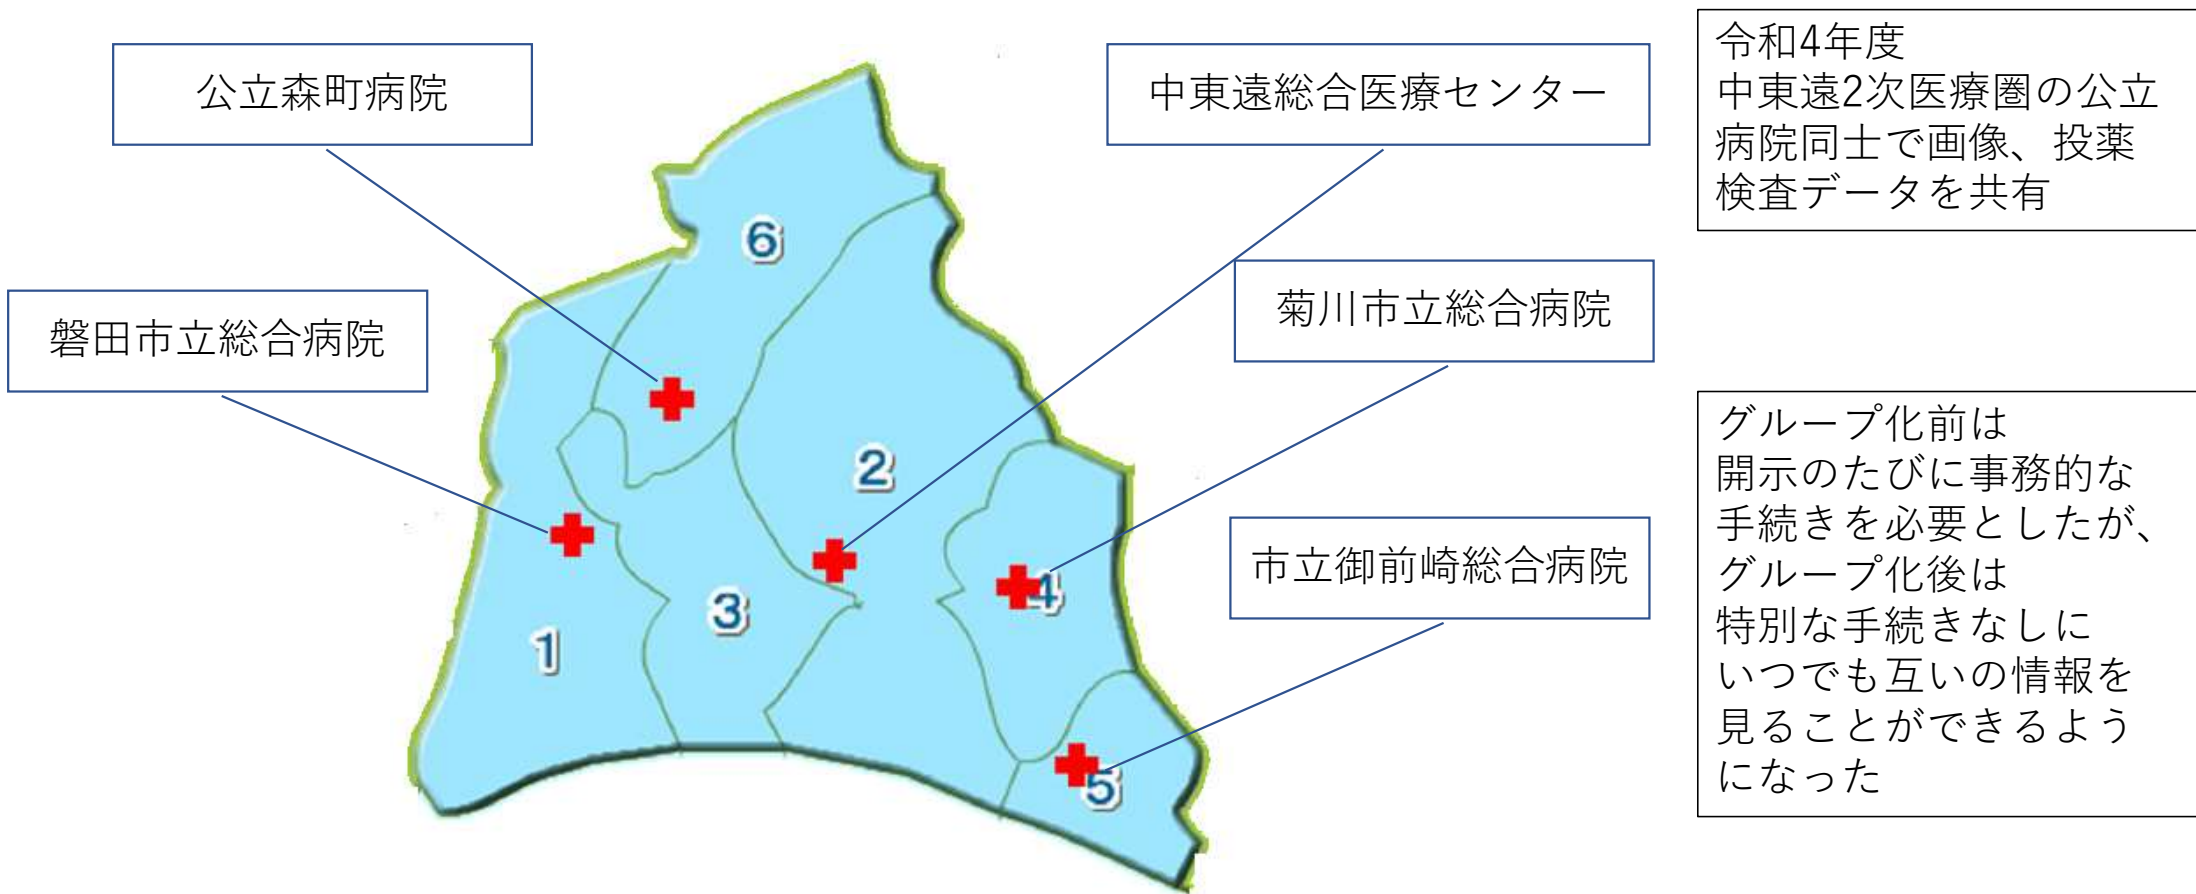 公立森町病院
中東遠総合医療センター
令和4年度
中東遠2次医療圏の公立
病院同士で画像、投薬
検査データを共有
磐田市立総合病院
菊川市立総合病院
市立御前崎総合病院
グループ化前は
開示のたびに事務的な
手続きを必要としたが、
グループ化後は
特別な手続きなしに
いつでも互いの情報を
見ることができるよう
になった
6
2
4
3
1
5